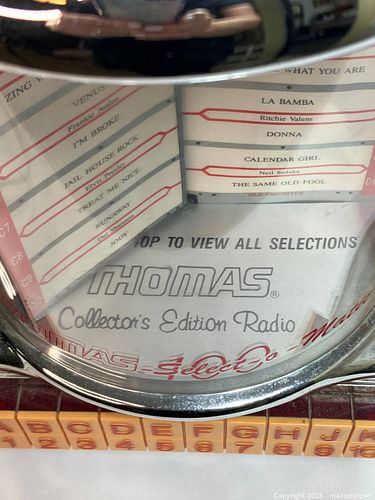 ZING
VENUS
Frankie Avalon
I'M BROKE
JAIL HOUSE ROCK
Elvis Presley
TREAT ME NICE
RUNAWAY
Del Shannon
JODY
C7
C8
C9
WHAT YOU ARE
LA BAMBA
Ritchie Valens
DONNA
CALENDAR GIRL
Neil Sedaka
THE SAME OLD FOOL
OLD FAVORITES
TO VIEW ALL SELECTIONS
THOMAS®
Collector's Edition Radio
THOMAS-Select-O-Matic
100
A B C D E F G H J K
1 2 3 4 5 6 7 8 9 10
Copyright 2025 - maxsold.com